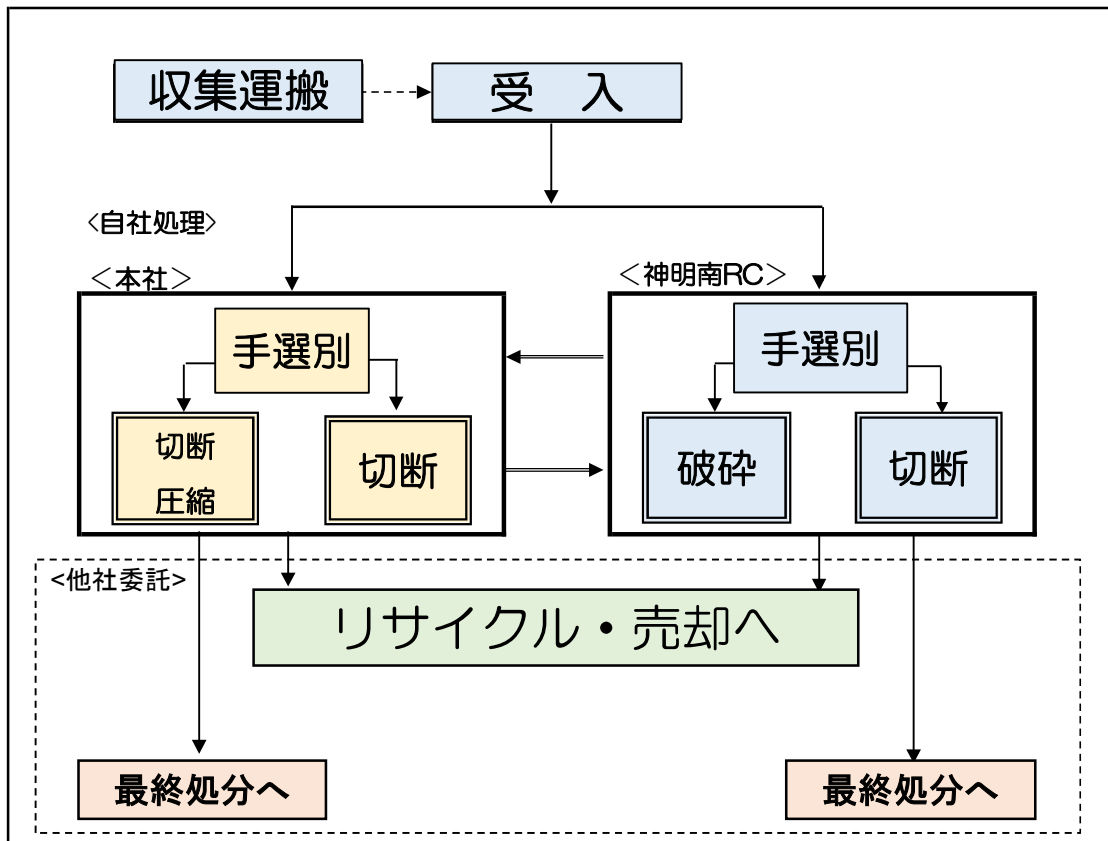 収集運搬
受　入
<自社処理>
＜本社＞
＜神明南RC＞
手選別
手選別
切断
圧縮
切断
破砕
切断
<他社委託>
リサイクル・売却へ
最終処分へ
最終処分へ